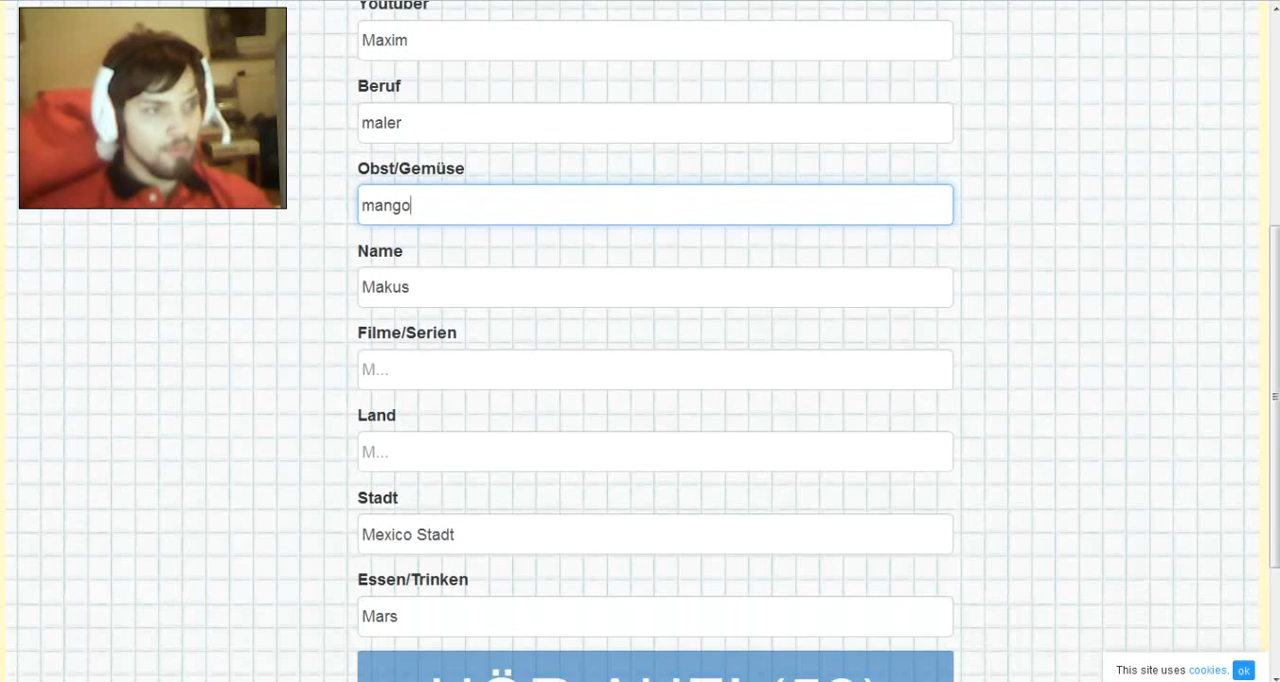 Youtuber
Maxim
Beruf
maler
Obst/Gemüse
mango
Name
Makus
Filme/Serien
M...
Land
M...
Stadt
Mexico Stadt
Essen/Trinken
Mars
This site uses cookies. ok